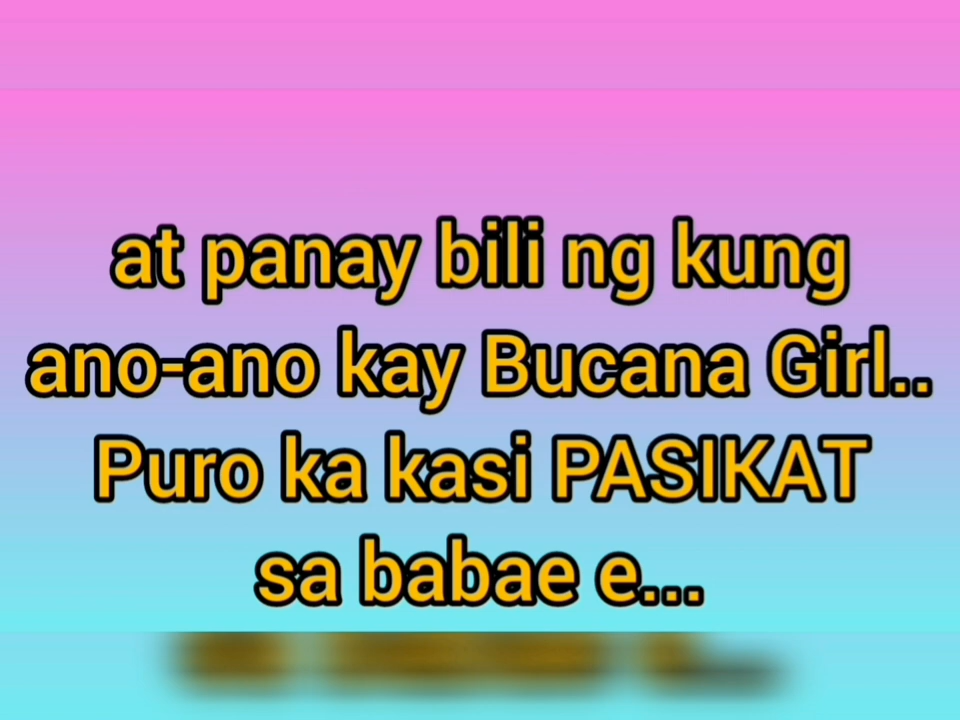 at panay bili ng kung
ano-ano kay Bucana Girl..
Puro ka kasi PASIKAT
sa babae e...